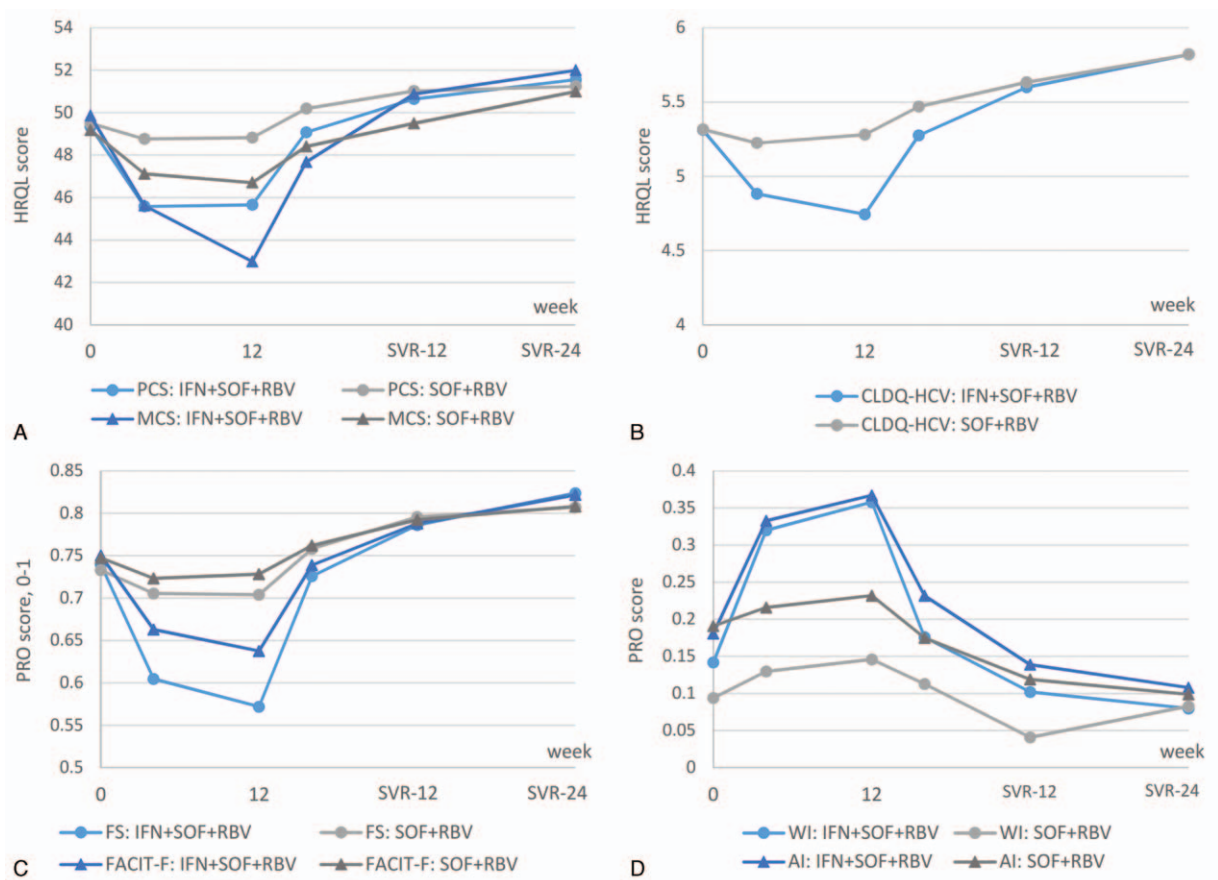 54
52
50
48
46
44
42
40
HRQL score
week
0 12 SVR-12 SVR-24
PCS: IFN+SOF+RBV PCS: SOF+RBV
MCS: IFN+SOF+RBV MCS: SOF+RBV
A
6
5.5
5
4.5
4
HRQL score
week
0 12 SVR-12 SVR-24
CLDQ-HCV: IFN+SOF+RBV
CLDQ-HCV: SOF+RBV
B
0.85
0.8
0.75
0.7
0.65
0.6
0.55
0.5
PRO score, 0-1
week
0 12 SVR-12 SVR-24
FS: IFN+SOF+RBV FS: SOF+RBV
FACIT-F: IFN+SOF+RBV FACIT-F: SOF+RBV
C
0.4
0.35
0.3
0.25
0.2
0.15
0.1
0.05
0
PRO score
week
0 12 SVR-12 SVR-24
WI: IFN+SOF+RBV WI: SOF+RBV
AI: IFN+SOF+RBV AI: SOF+RBV
D